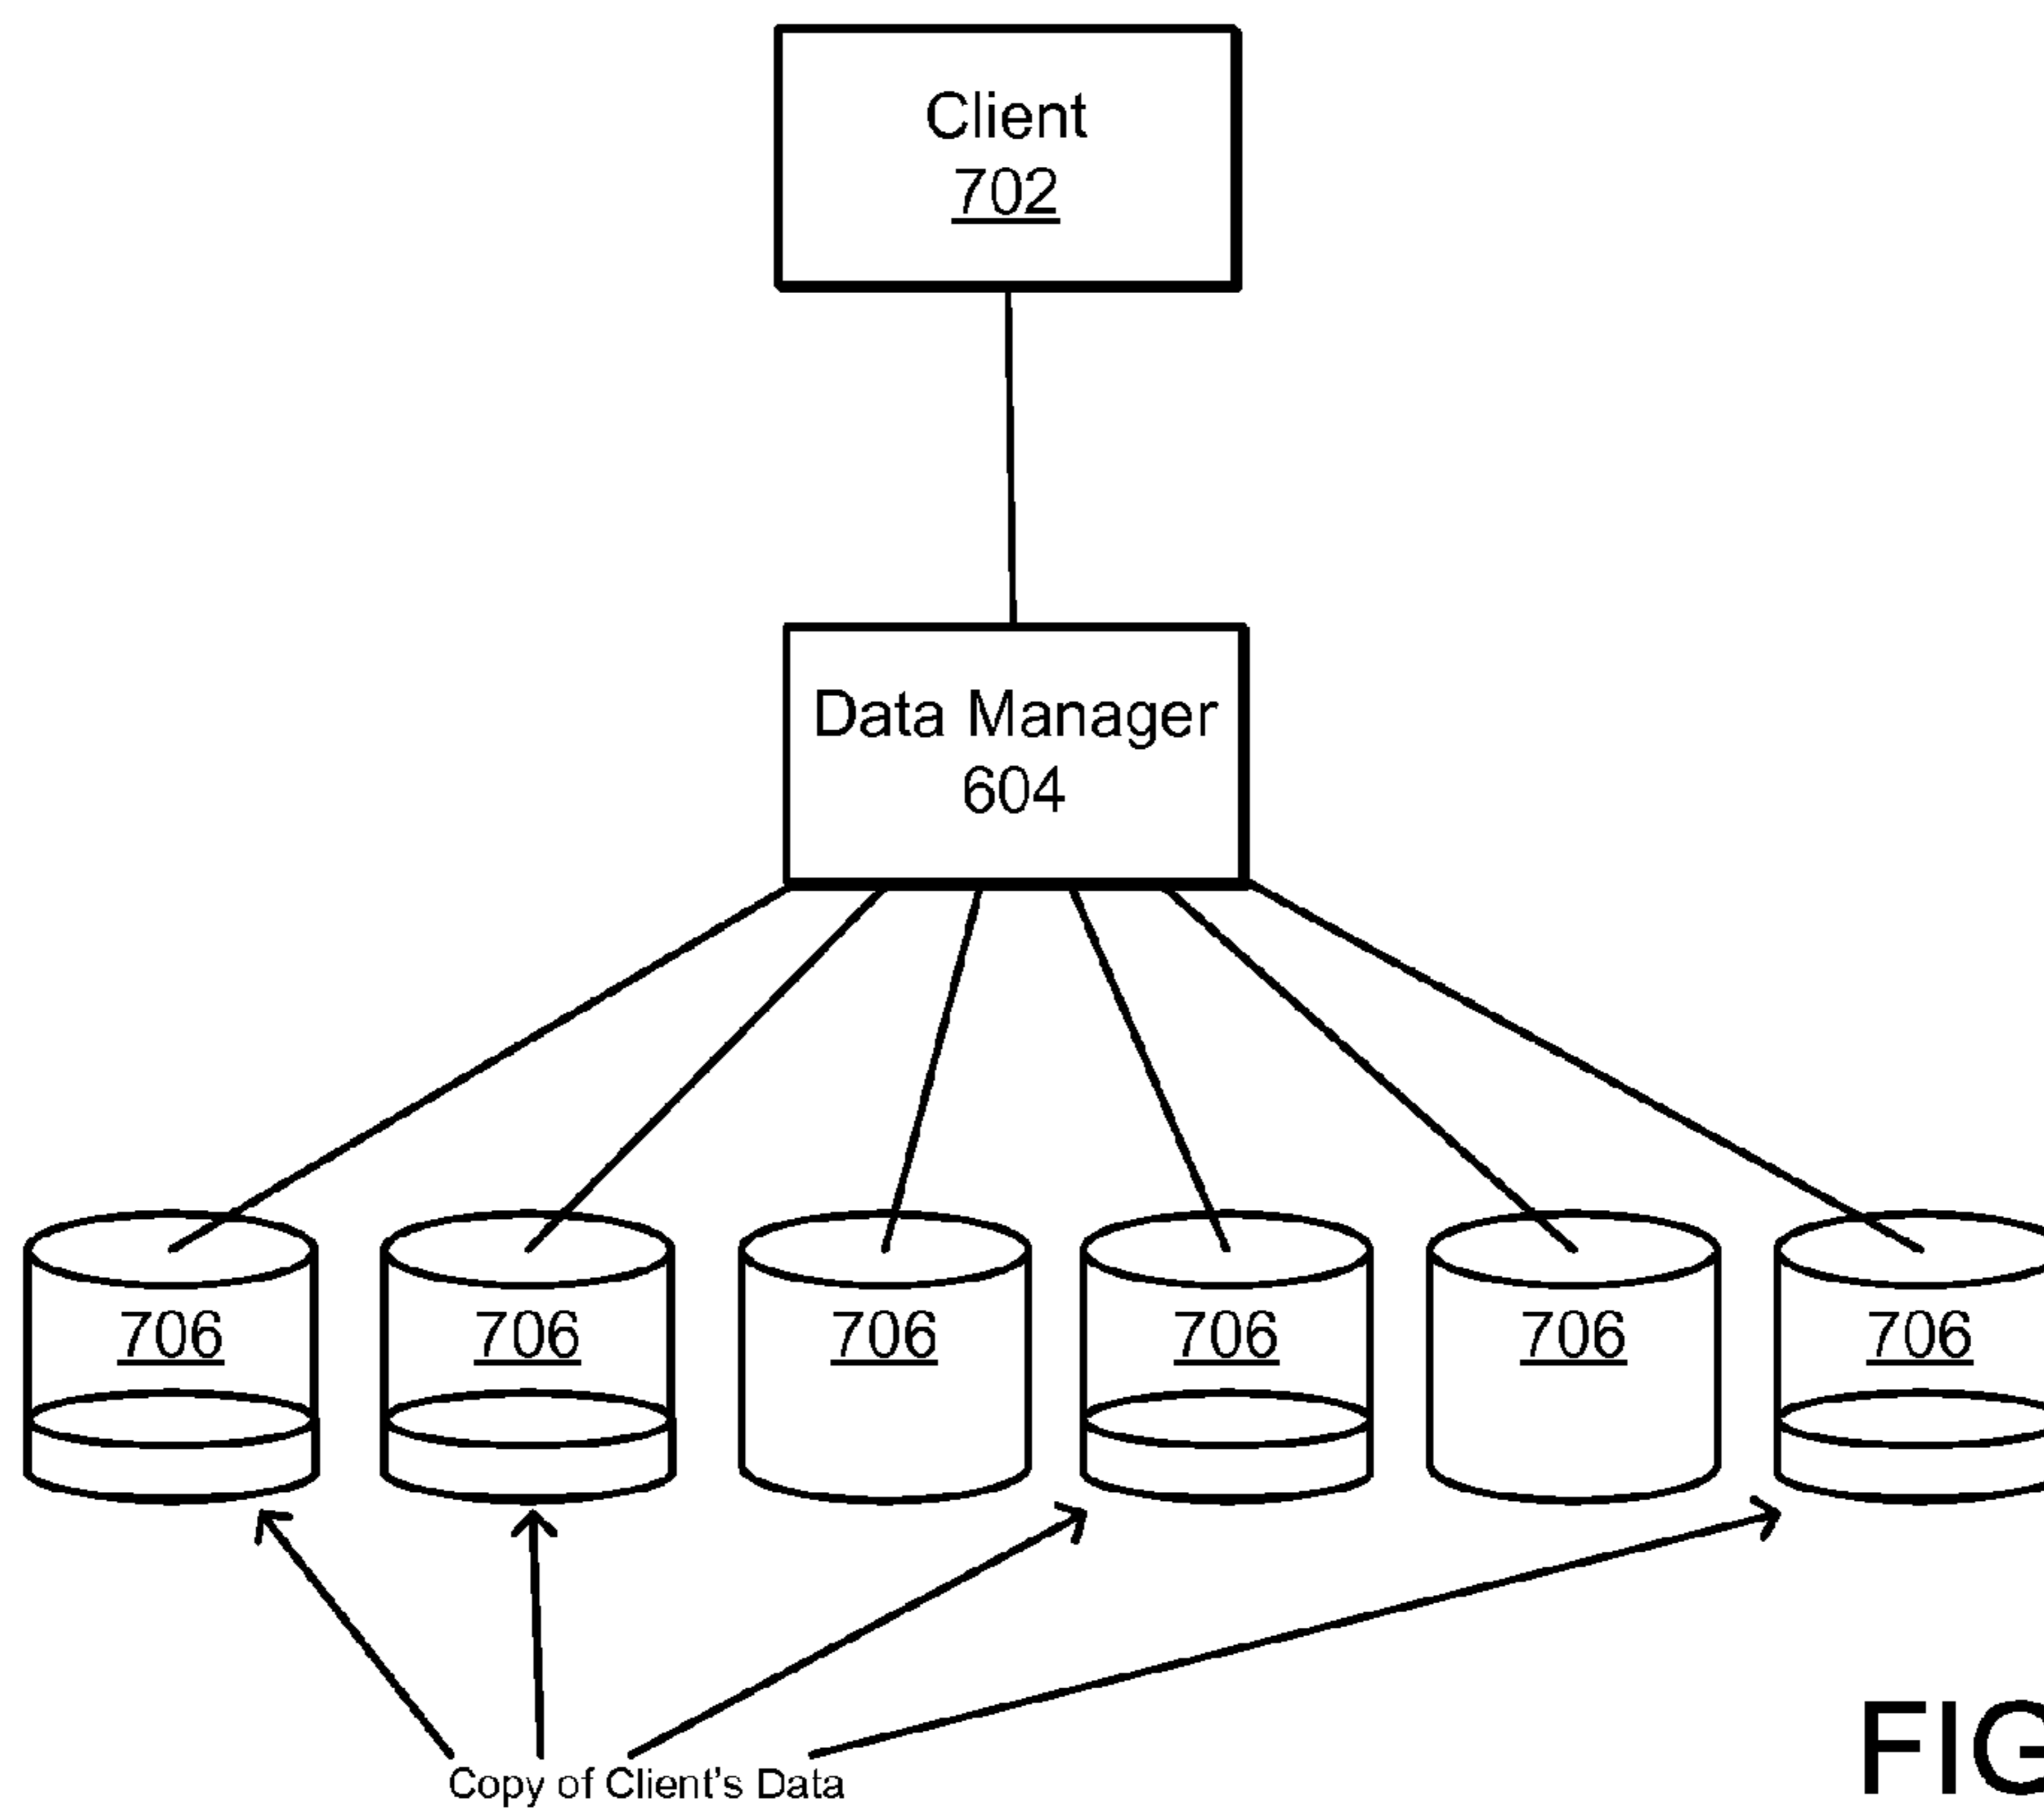 Client
702
Data Manager
604
706 706 706 706 706 706
Copy of Client's Data
FIG